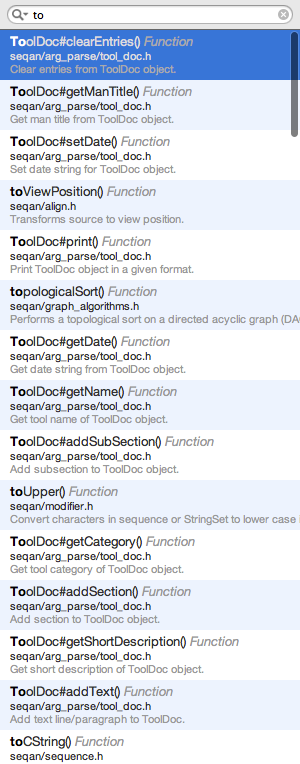 to
ToolDoc#clearEntries() Function
seqan/arg_parse/tool_doc.h
Clear entries from ToolDoc object.
ToolDoc#getManTitle() Function
seqan/arg_parse/tool_doc.h
Get man title from ToolDoc object.
ToolDoc#setDate() Function
seqan/arg_parse/tool_doc.h
Set date string for ToolDoc object.
toViewPosition() Function
seqan/align.h
Transforms source to view position.
ToolDoc#print() Function
seqan/arg_parse/tool_doc.h
Print ToolDoc object in a given format.
topologicalSort() Function
seqan/graph_algorithms.h
Performs a topological sort on a directed acyclic graph (DA
ToolDoc#getDate() Function
seqan/arg_parse/tool_doc.h
Get date string from ToolDoc object.
ToolDoc#getName() Function
seqan/arg_parse/tool_doc.h
Get tool name of ToolDoc object.
ToolDoc#addSubSection() Function
seqan/arg_parse/tool_doc.h
Add subsection to ToolDoc object.
toUpper() Function
seqan/modifier.h
Convert characters in sequence or StringSet to lower case
ToolDoc#getCategory() Function
seqan/arg_parse/tool_doc.h
Get tool category of ToolDoc object.
ToolDoc#addSection() Function
seqan/arg_parse/tool_doc.h
Add section to ToolDoc object.
ToolDoc#getShortDescription() Function
seqan/arg_parse/tool_doc.h
Get short description of ToolDoc object.
ToolDoc#addText() Function
seqan/arg_parse/tool_doc.h
Add text line/paragraph to ToolDoc.
toCString() Function
seqan/sequence.h